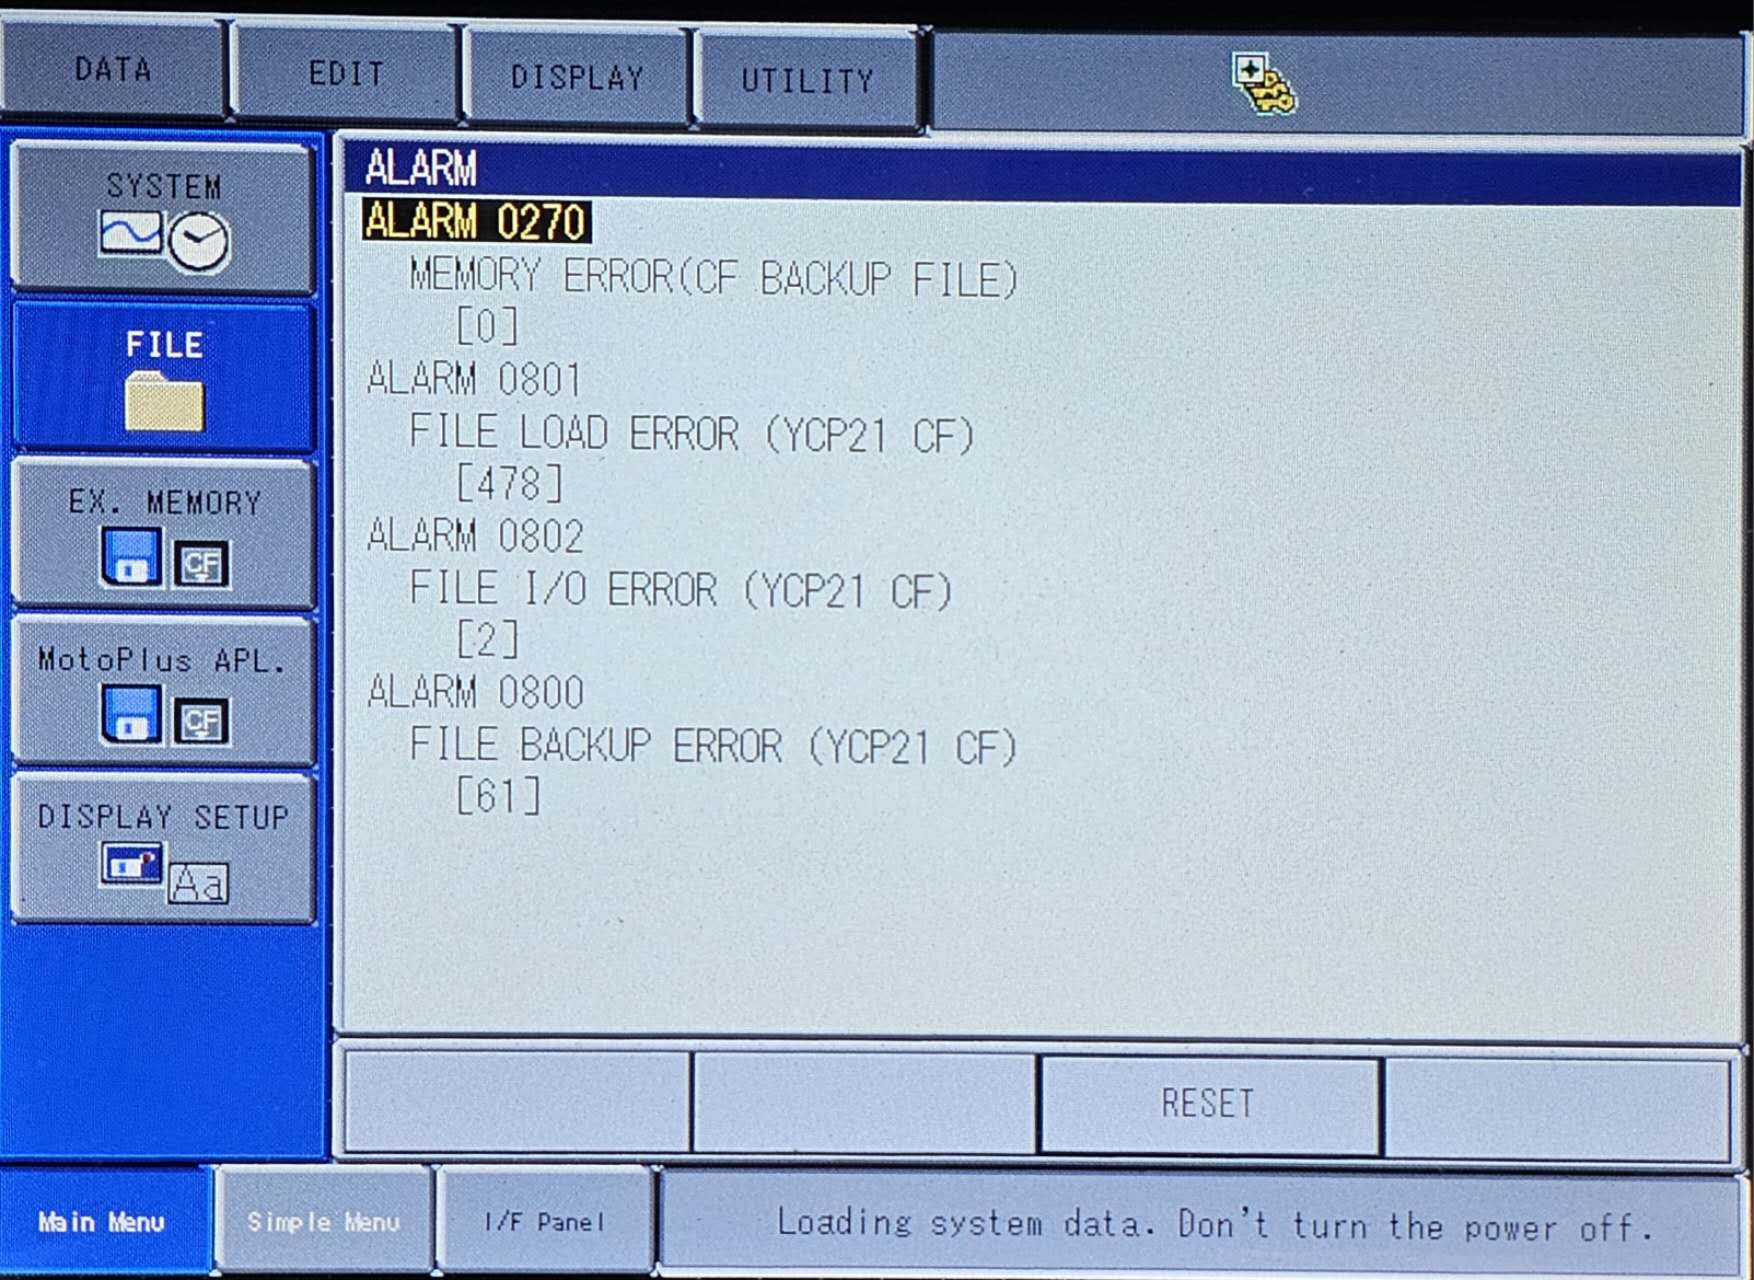 DATA
EDIT
DISPLAY
UTILITY
SYSTEM
FILE
EX. MEMORY
CF
MotoPlus APL.
CF
DISPLAY SETUP
Aa
ALARM
ALARM 0270
MEMORY ERROR(CF BACKUP FILE)
[0]
ALARM 0801
FILE LOAD ERROR (YCP21 CF)
[478]
ALARM 0802
FILE I/O ERROR (YCP21 CF)
[2]
ALARM 0800
FILE BACKUP ERROR (YCP21 CF)
[61]
RESET
Main Menu
Simple Menu
I/F Panel
Loading system data. Don't turn the power off.